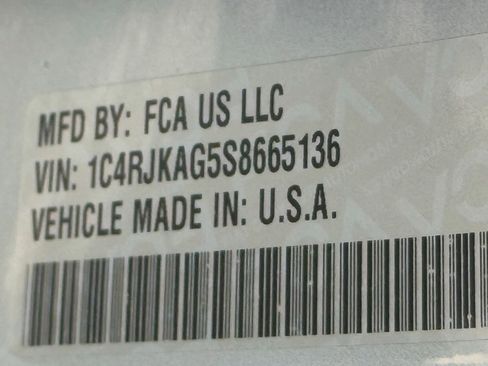 MFD BY: FCA US LLC
VIN: 1C4RJKAG5S8665136
VEHICLE MADE IN: U.S.A.